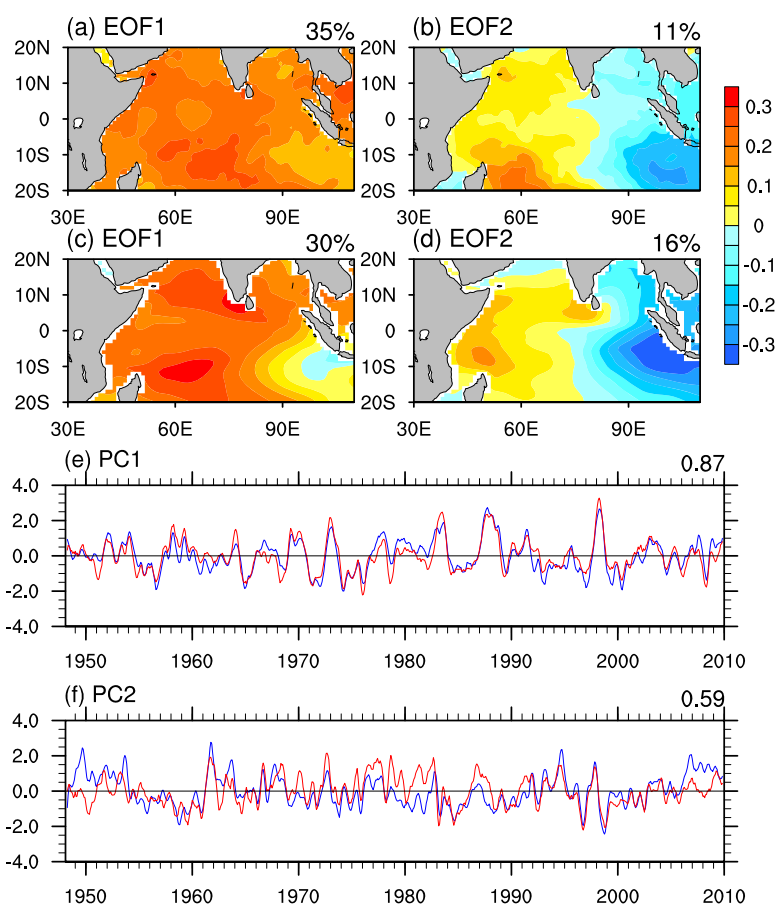 (a) EOF1 35% (b) EOF2 11%
20N 20N
10N 10N
0 0
10S 10S
20S 20S
30E 60E 90E 30E 60E 90E
0.3
0.2
0.1
0.05
0
-0.05
-0.1
-0.2
-0.3
(c) EOF1 30% (d) EOF2 16%
20N 20N
10N 10N
0 0
10S 10S
20S 20S
30E 60E 90E 30E 60E 90E
(e) PC1 0.87
4.0
2.0
0.0
-2.0
-4.0
1950 1960 1970 1980 1990 2000 2010
(f) PC2 0.59
4.0
2.0
0.0
-2.0
-4.0
1950 1960 1970 1980 1990 2000 2010